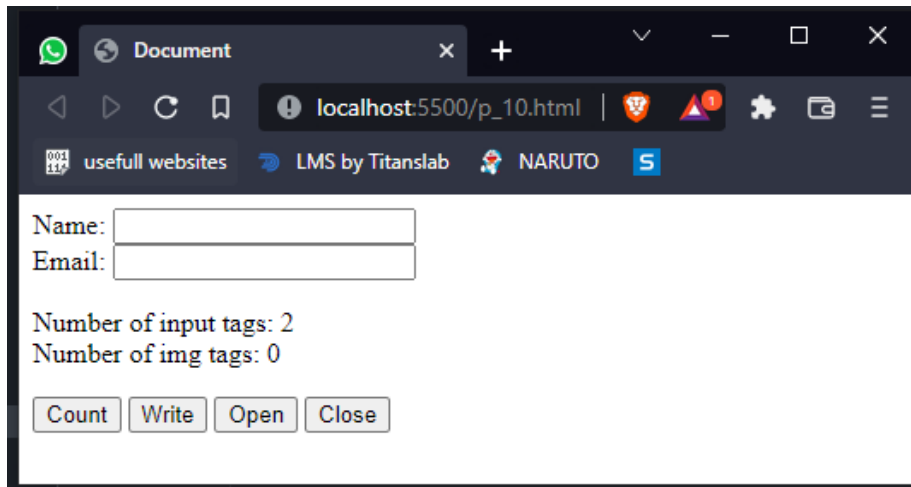 Document
localhost:5500/p_10.html 1
usefull websites LMS by Titanslab NARUTO S
Name:
Email:
Number of input tags: 2
Number of img tags: 0
Count Write Open Close